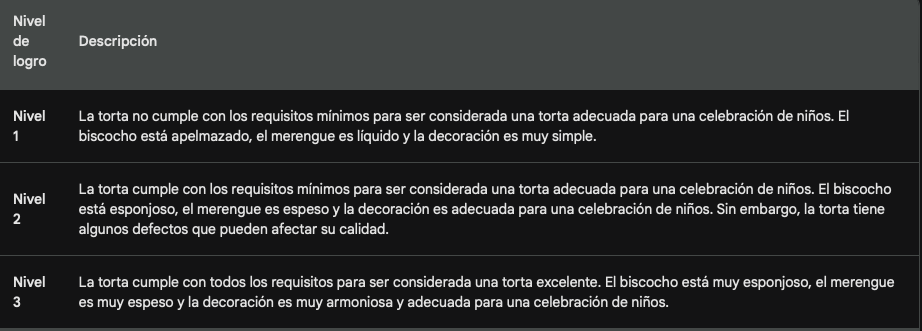 Nivel
de
logro
Descripción
Nivel
1
La torta no cumple con los requisitos mínimos para ser considerada una torta adecuada para una celebración de niños. El
biscocho está apelmazado, el merengue es líquido y la decoración es muy simple.
Nivel
2
La torta cumple con los requisitos mínimos para ser considerada una torta adecuada para una celebración de niños. El biscocho
está esponjoso, el merengue es espeso y la decoración es adecuada para una celebración de niños. Sin embargo, la torta tiene
algunos defectos que pueden afectar su calidad.
Nivel
3
La torta cumple con todos los requisitos para ser considerada una torta excelente. El biscocho está muy esponjoso, el merengue
es muy espeso y la decoración es muy armoniosa y adecuada para una celebración de niños.